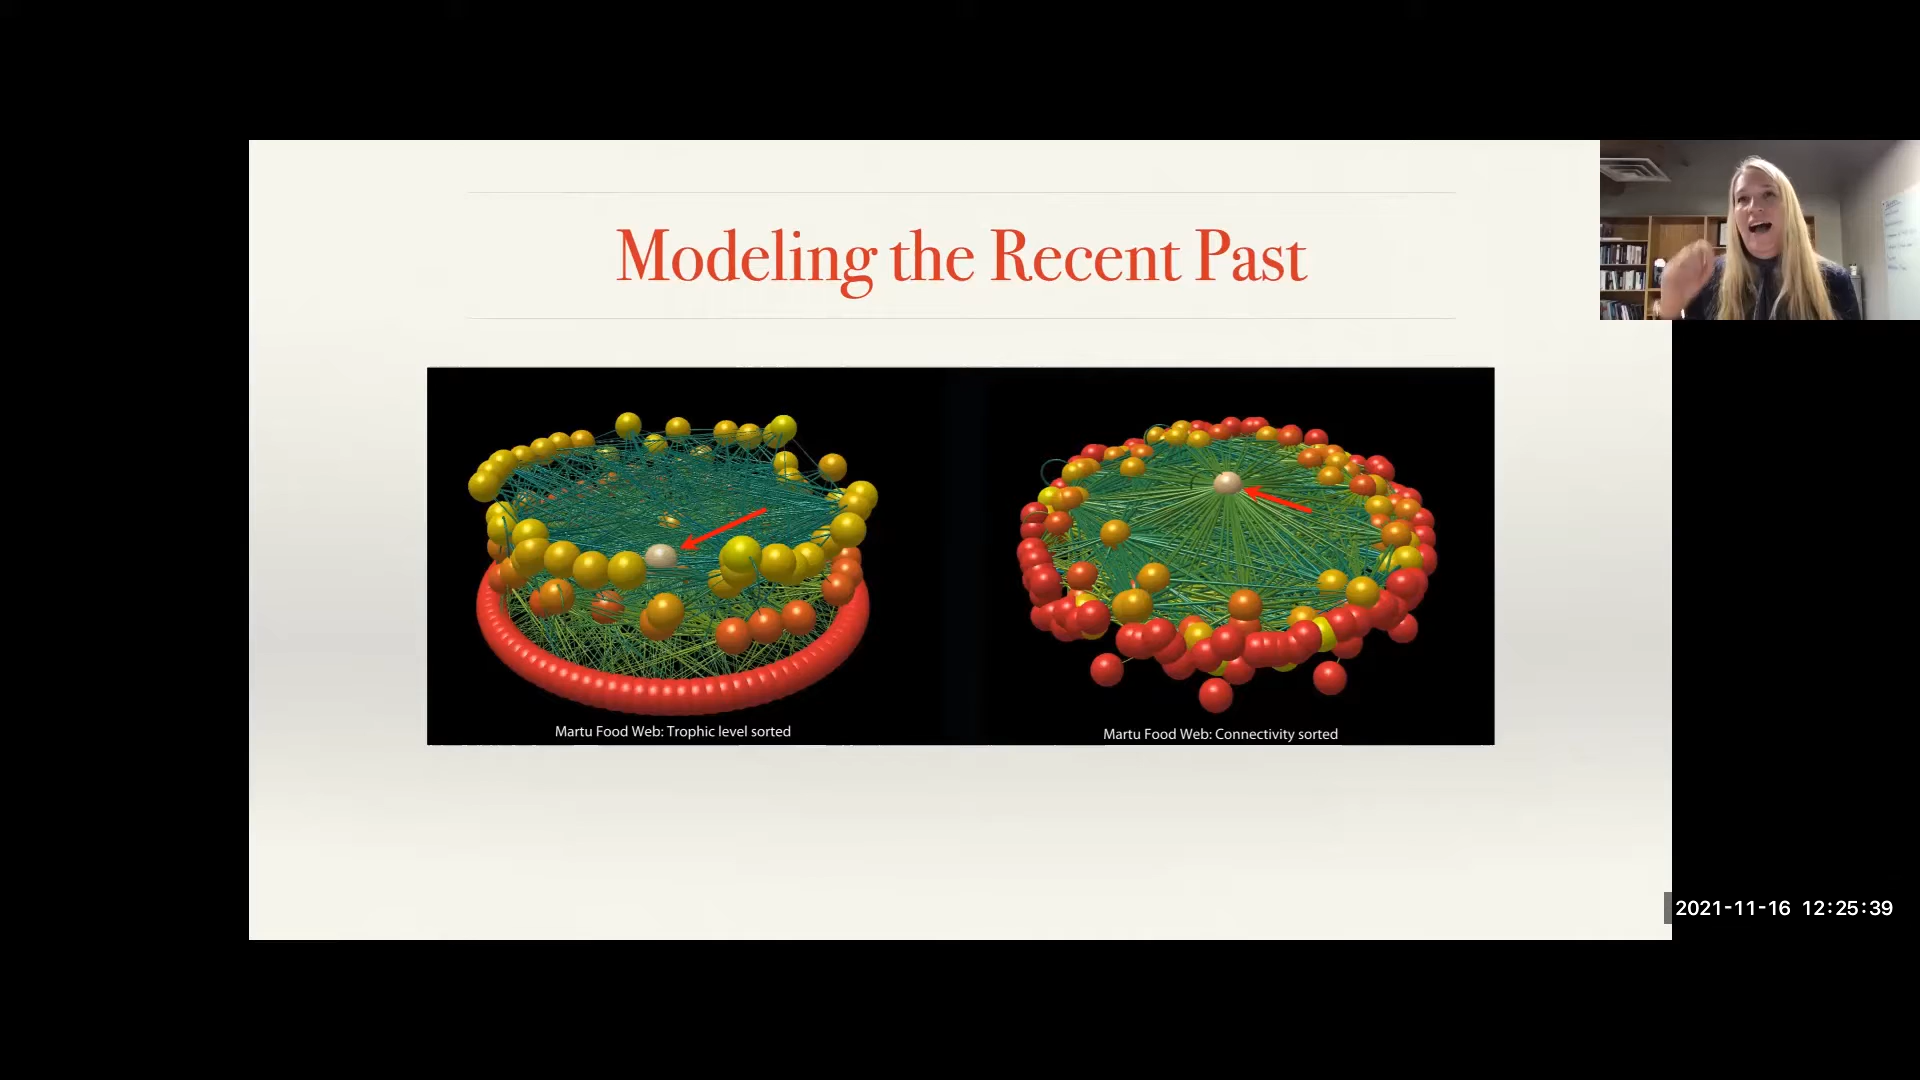 Modeling the Recent Past
Martu Food Web: Trophic level sorted
Martu Food Web: Connectivity sorted
2021-11-16 12:25:39